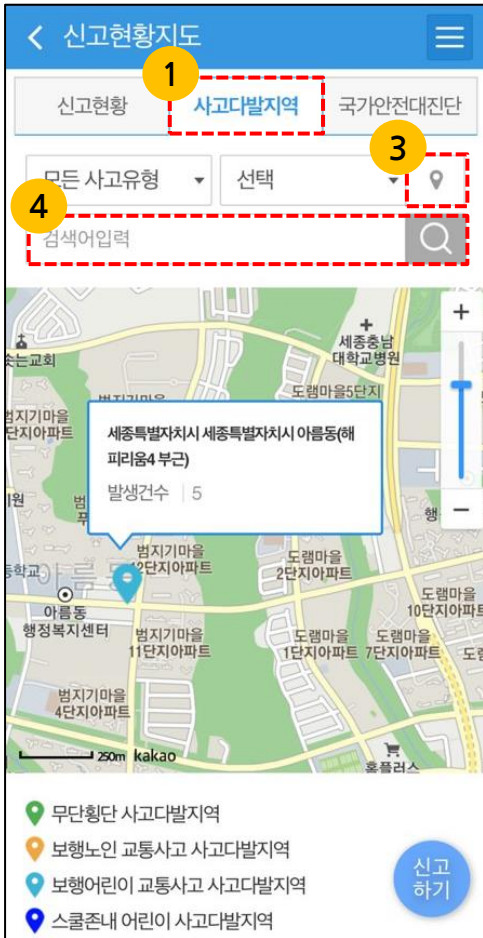 신고현황지도
1
신고현황 사고다발지역 국가안전대진단
3
모든 사고유형 선택
4
검색어입력
세종충남
대학교병원
솟는교회
도램마을5단지
범지기마을
단지아파트
세종특별자치시 세종특별자치시 아름동(해
피리움4 부근)
발생건수 5
범지기마을
12단지아파트
도램마을
2단지아파트
아름동
행정복지센터
도램마을
10단지아파트
범지기마을
11단지아파트
도램마을
1단지아파트
도램마을
7단지아파트
범지기마을
4단지아파트
250m kakao
홈플러스
무단횡단 사고다발지역
보행노인 교통사고 사고다발지역
보행어린이 교통사고 사고다발지역
스쿨존내 어린이 사고다발지역
신고
하기